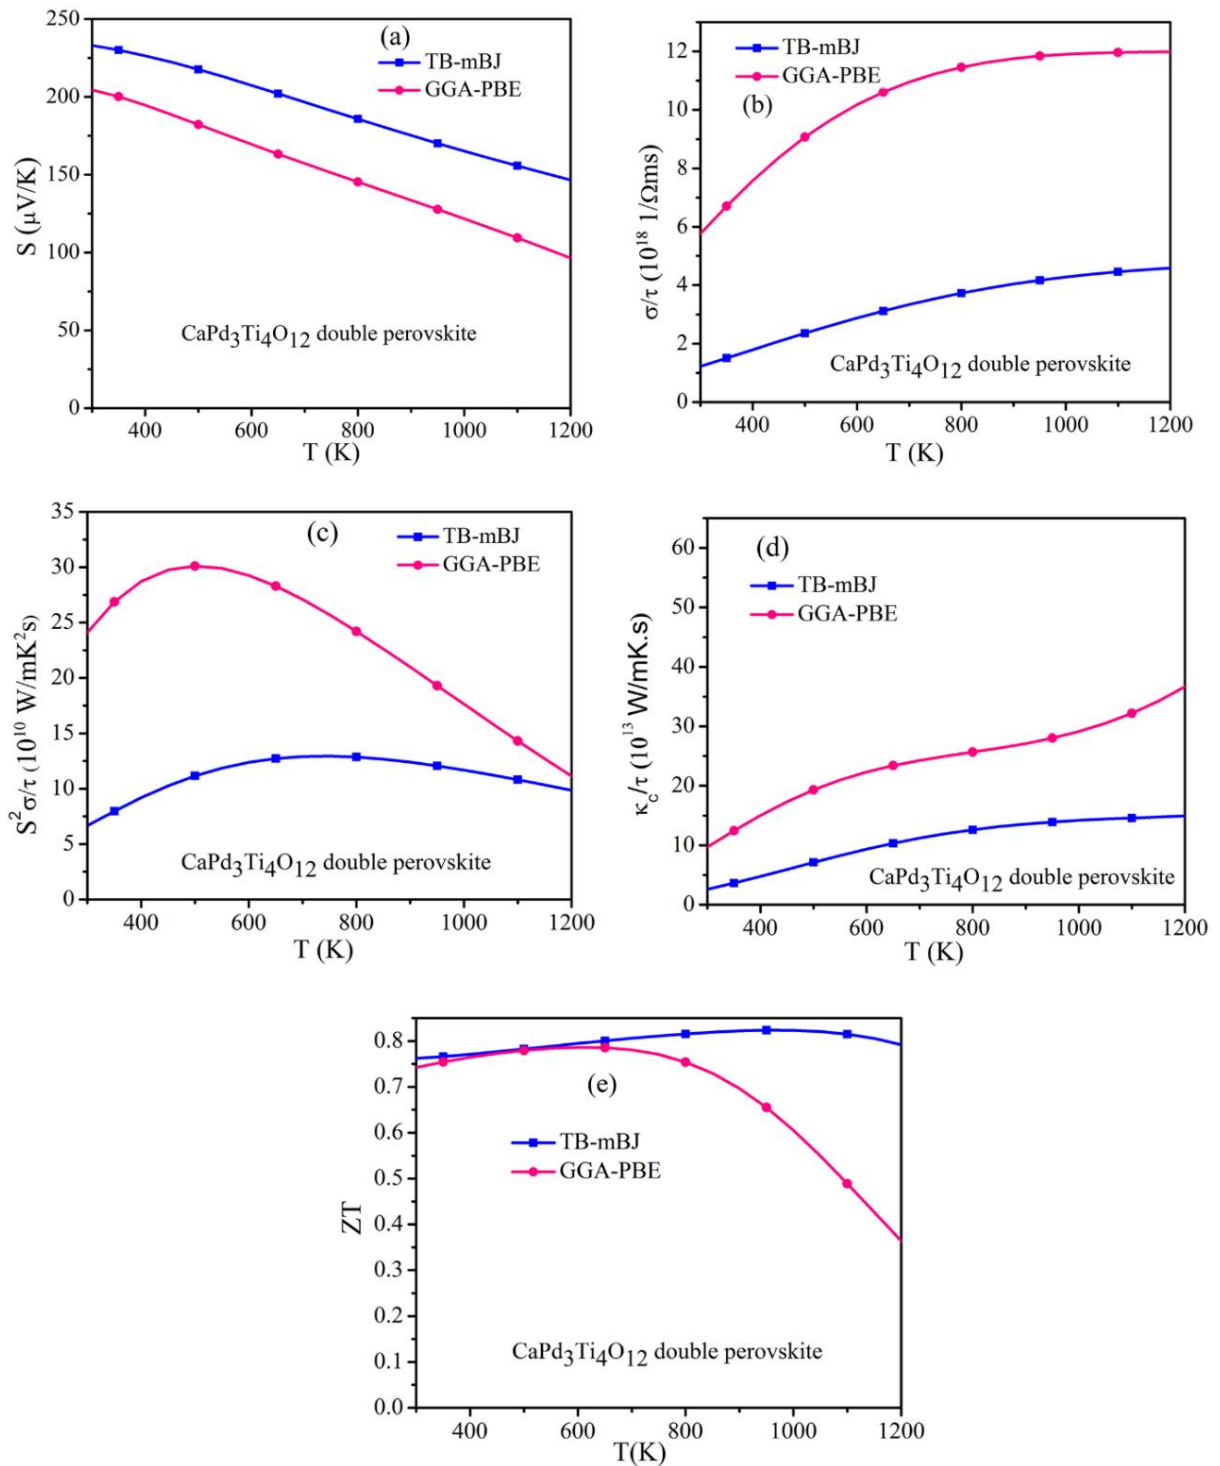 (a)
TB-mBJ
GGA-PBE
250
200
150
100
50
0
S (μV/K)
CaPd3Ti4O12 double perovskite
400 600 800 1000 1200
T (K)
TB-mBJ
GGA-PBE
(b)
12
10
8
6
4
2
0
σ/τ (10^18 1/Ωms)
CaPd3Ti4O12 double perovskite
400 600 800 1000 1200
T (K)
(c)
TB-mBJ
GGA-PBE
35
30
25
20
15
10
5
0
S^2σ/τ (10^10 W/mK^2s)
CaPd3Ti4O12 double perovskite
400 600 800 1000 1200
T (K)
(d)
TB-mBJ
GGA-PBE
60
50
40
30
20
10
0
κc/τ (10^13 W/mK.s)
CaPd3Ti4O12 double perovskite
400 600 800 1000 1200
T (K)
(e)
TB-mBJ
GGA-PBE
0.8
0.7
0.6
0.5
0.4
0.3
0.2
0.1
0.0
ZT
CaPd3Ti4O12 double perovskite
400 600 800 1000 1200
T(K)